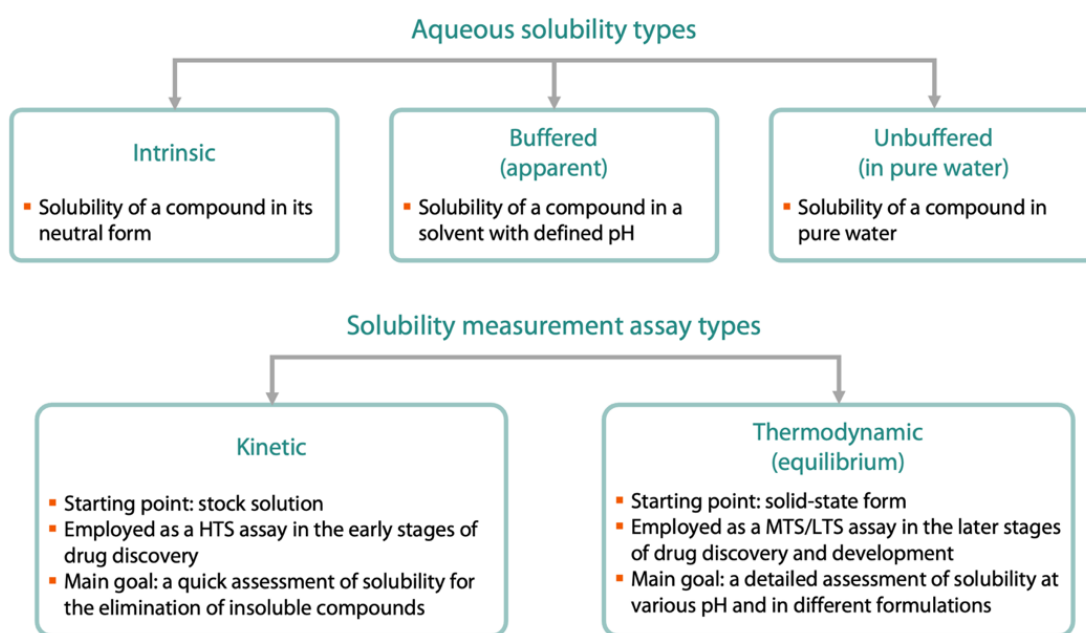 Aqueous solubility types
Intrinsic
▪ Solubility of a compound in its
neutral form
Buffered
(apparent)
▪ Solubility of a compound in a
solvent with defined pH
Unbuffered
(in pure water)
▪ Solubility of a compound in
pure water
Solubility measurement assay types
Kinetic
▪ Starting point: stock solution
▪ Employed as a HTS assay in the early stages of
drug discovery
▪ Main goal: a quick assessment of solubility for
the elimination of insoluble compounds
Thermodynamic
(equilibrium)
▪ Starting point: solid-state form
▪ Employed as a MTS/LTS assay in the later stages
of drug discovery and development
▪ Main goal: a detailed assessment of solubility at
various pH and in different formulations